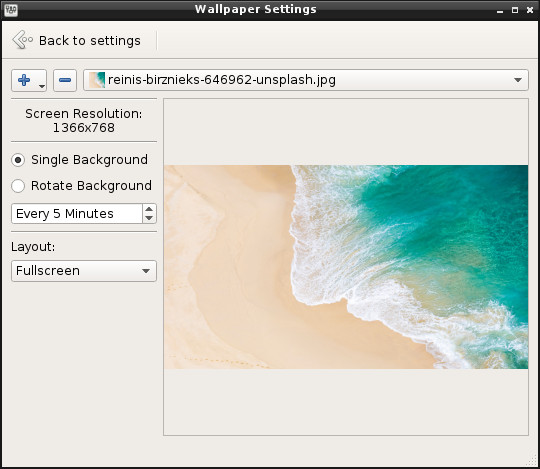 Wallpaper Settings
Back to settings
reinis-birznieks-646962-unsplash.jpg
Screen Resolution:
1366x768
Single Background
Rotate Background
Every 5 Minutes
Layout:
Fullscreen